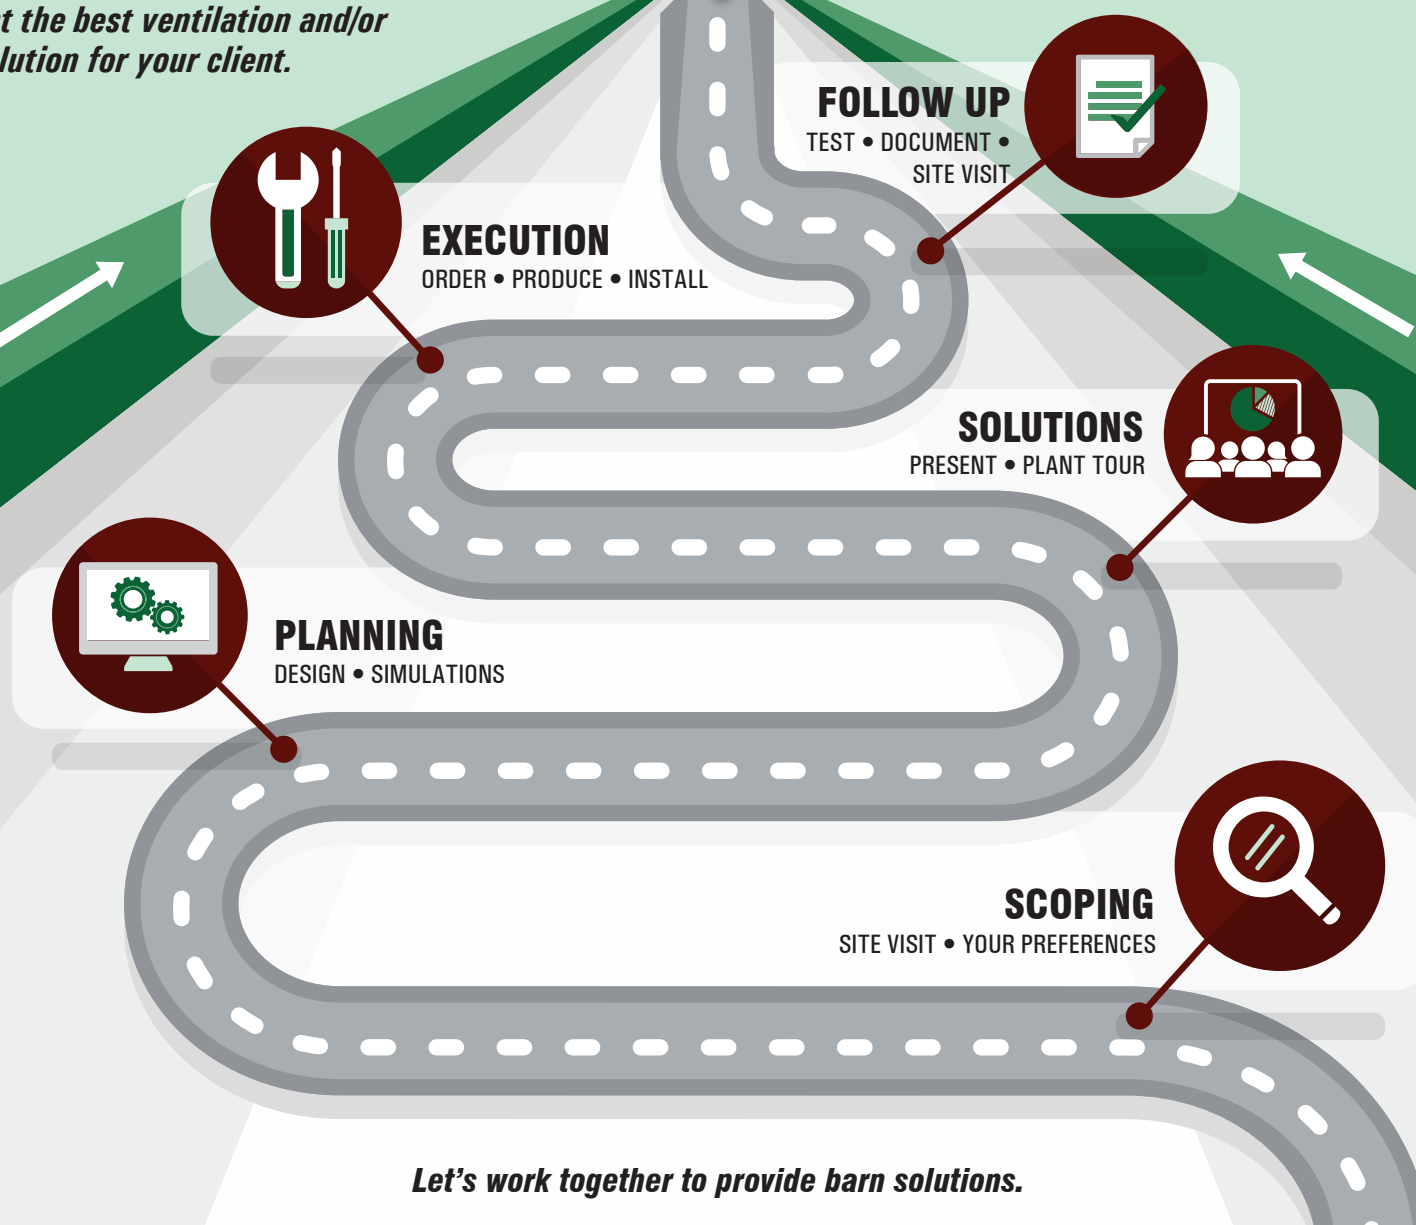 t the best ventilation and/or
lution for your client.
FOLLOW UP
TEST • DOCUMENT •
SITE VISIT
EXECUTION
ORDER • PRODUCE • INSTALL
SOLUTIONS
PRESENT • PLANT TOUR
PLANNING
DESIGN • SIMULATIONS
SCOPING
SITE VISIT • YOUR PREFERENCES
Let's work together to provide barn solutions.